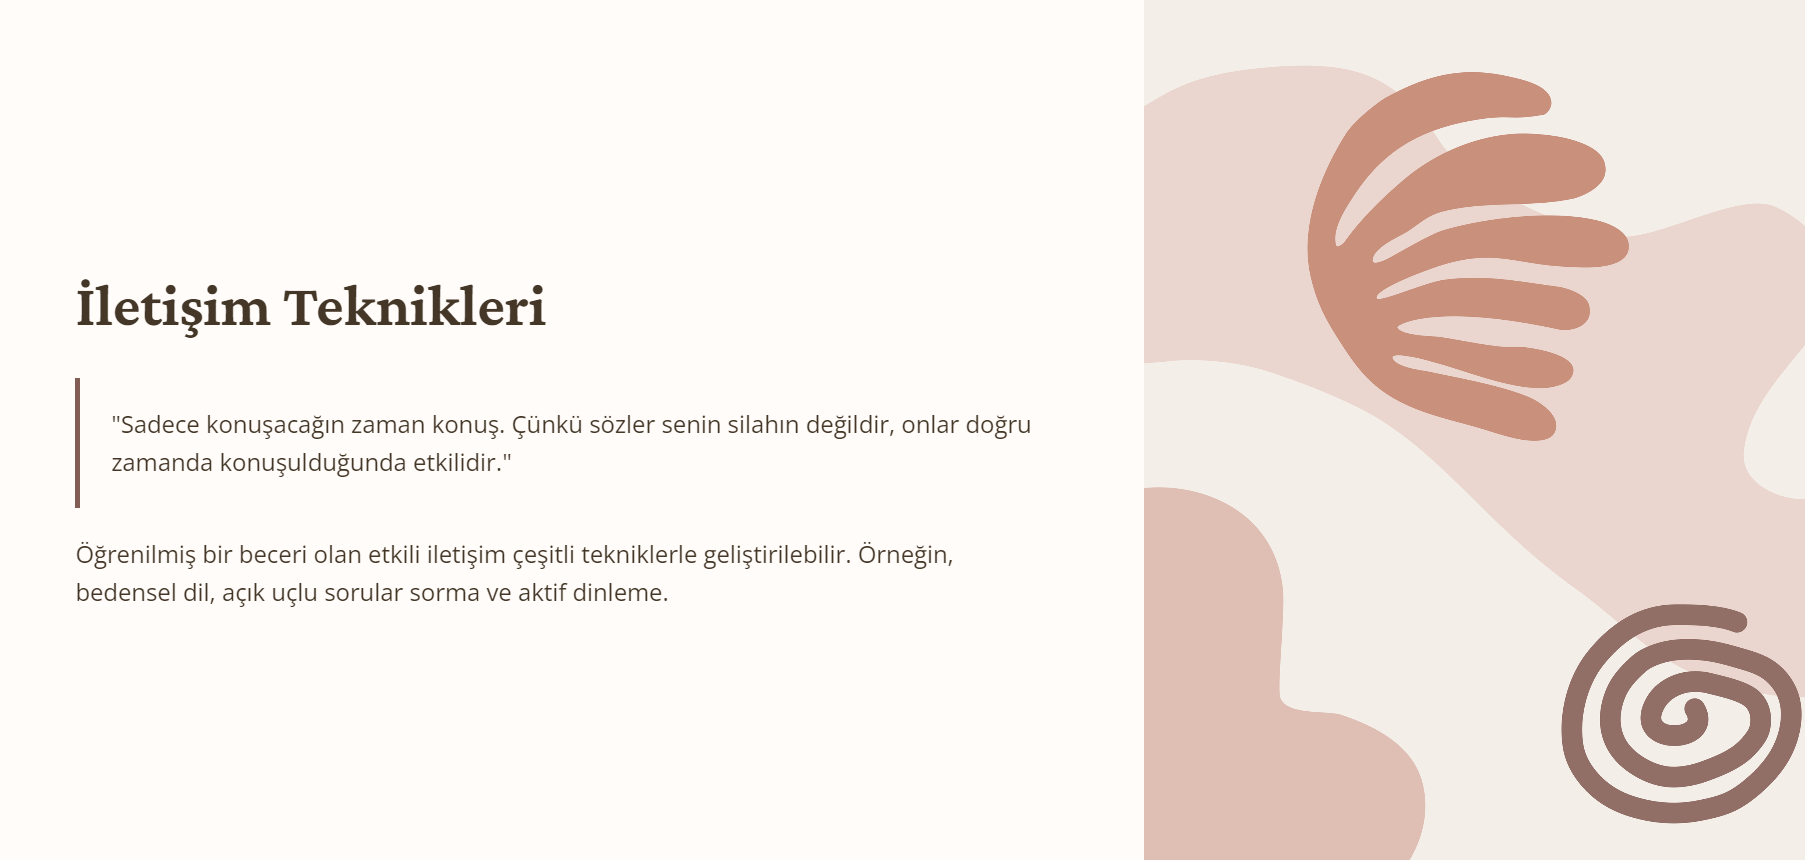 İletişim Teknikleri
"Sadece konuşacağın zaman konuş. Çünkü sözler senin silahın değildir, onlar doğru
zamanda konuşulduğunda etkilidir."
Öğrenilmiş bir beceri olan etkili iletişim çeşitli tekniklerle geliştirilebilir. Örneğin,
bedensel dil, açık uçlu sorular sorma ve aktif dinleme.